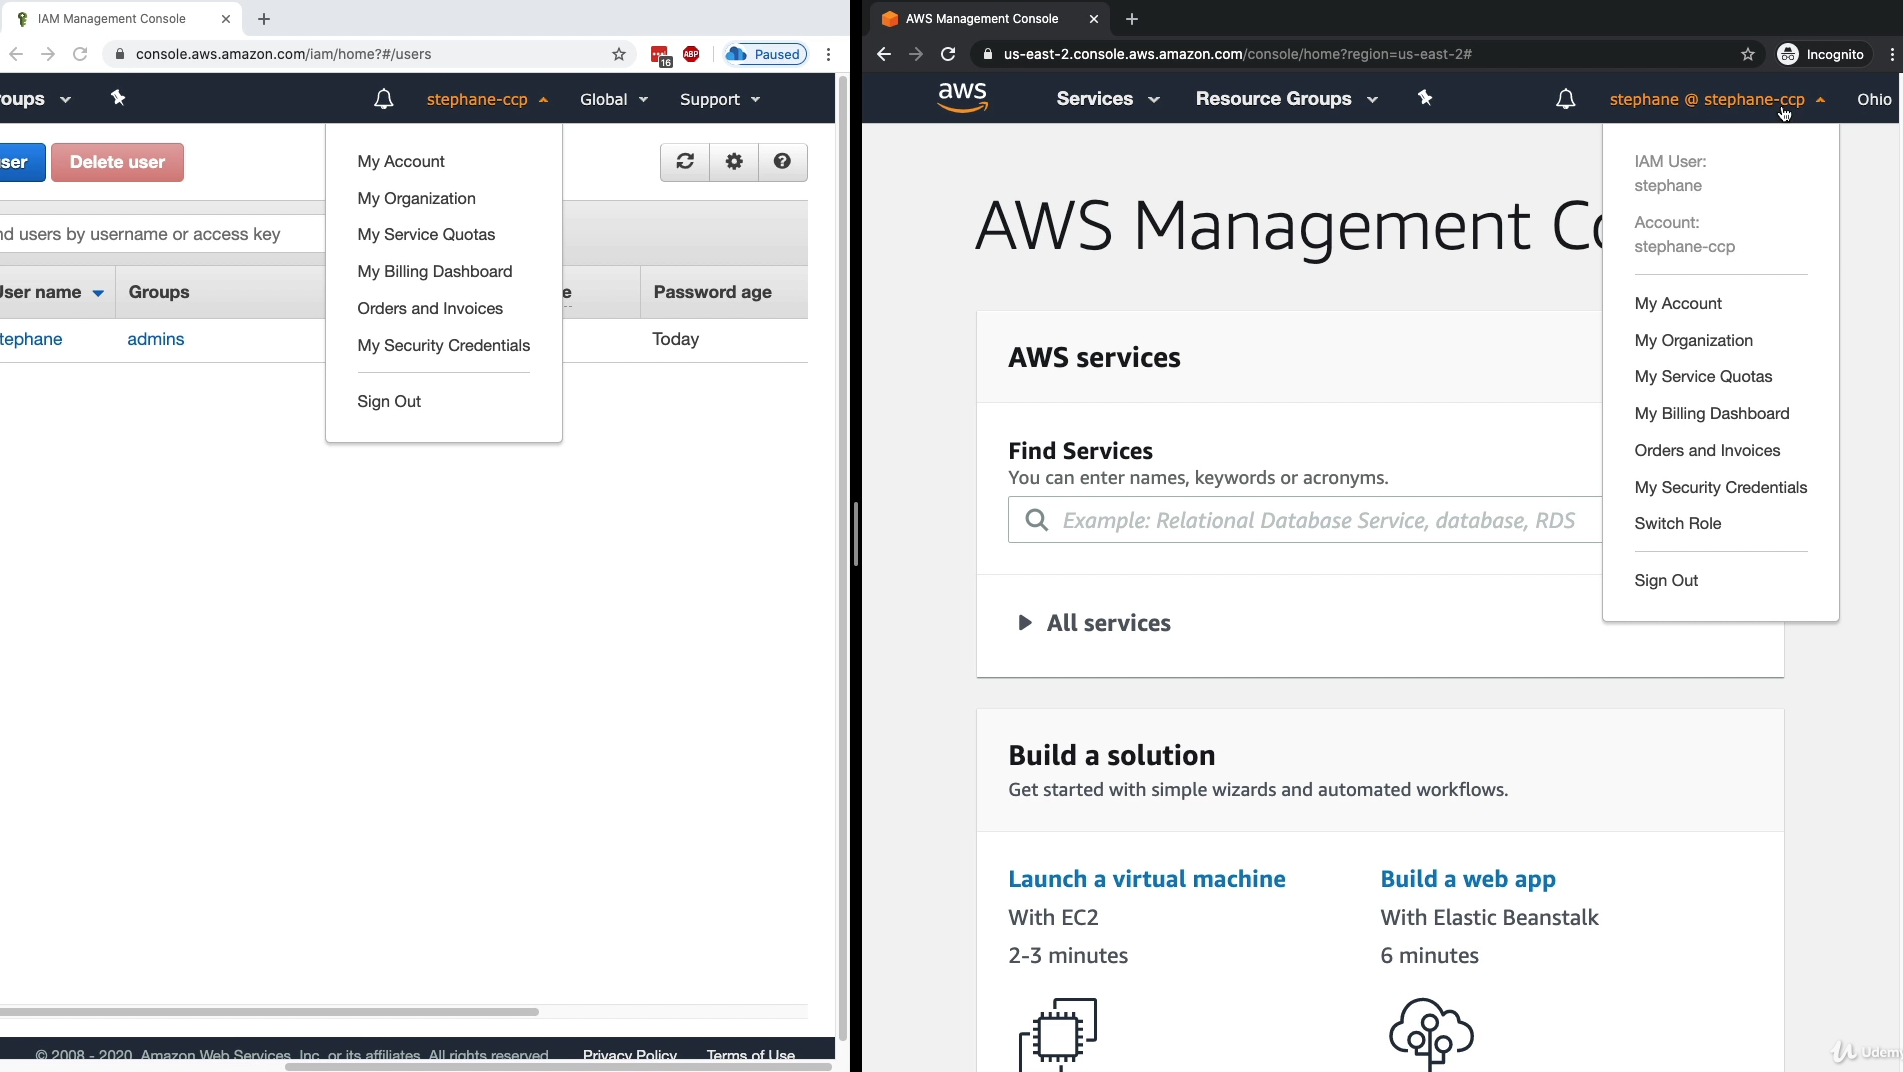 IAM Management Console
console.aws.amazon.com/iam/home?#/users
16
ABP
Paused
oups
stephane-ccp
Global
Support
ser
Delete user
My Account
My Organization
My Service Quotas
My Billing Dashboard
Orders and Invoices
My Security Credentials
Sign Out
nd users by username or access key
User name
Groups
e
Password age
tephane
admins
Today
© 2008 - 2020, Amazon Web Services, Inc. or its affiliates. All rights reserved.
Privacy Policy
Terms of Use
AWS Management Console
us-east-2.console.aws.amazon.com/console/home?region=us-east-2#
Incognito
aws
Services
Resource Groups
stephane @ stephane-ccp
Ohio
IAM User:
stephane
Account:
stephane-ccp
My Account
My Organization
My Service Quotas
My Billing Dashboard
Orders and Invoices
My Security Credentials
Switch Role
Sign Out
AWS Management Co
AWS services
Find Services
You can enter names, keywords or acronyms.
Example: Relational Database Service, database, RDS
All services
Build a solution
Get started with simple wizards and automated workflows.
Launch a virtual machine
With EC2
2-3 minutes
Build a web app
With Elastic Beanstalk
6 minutes
Udemy